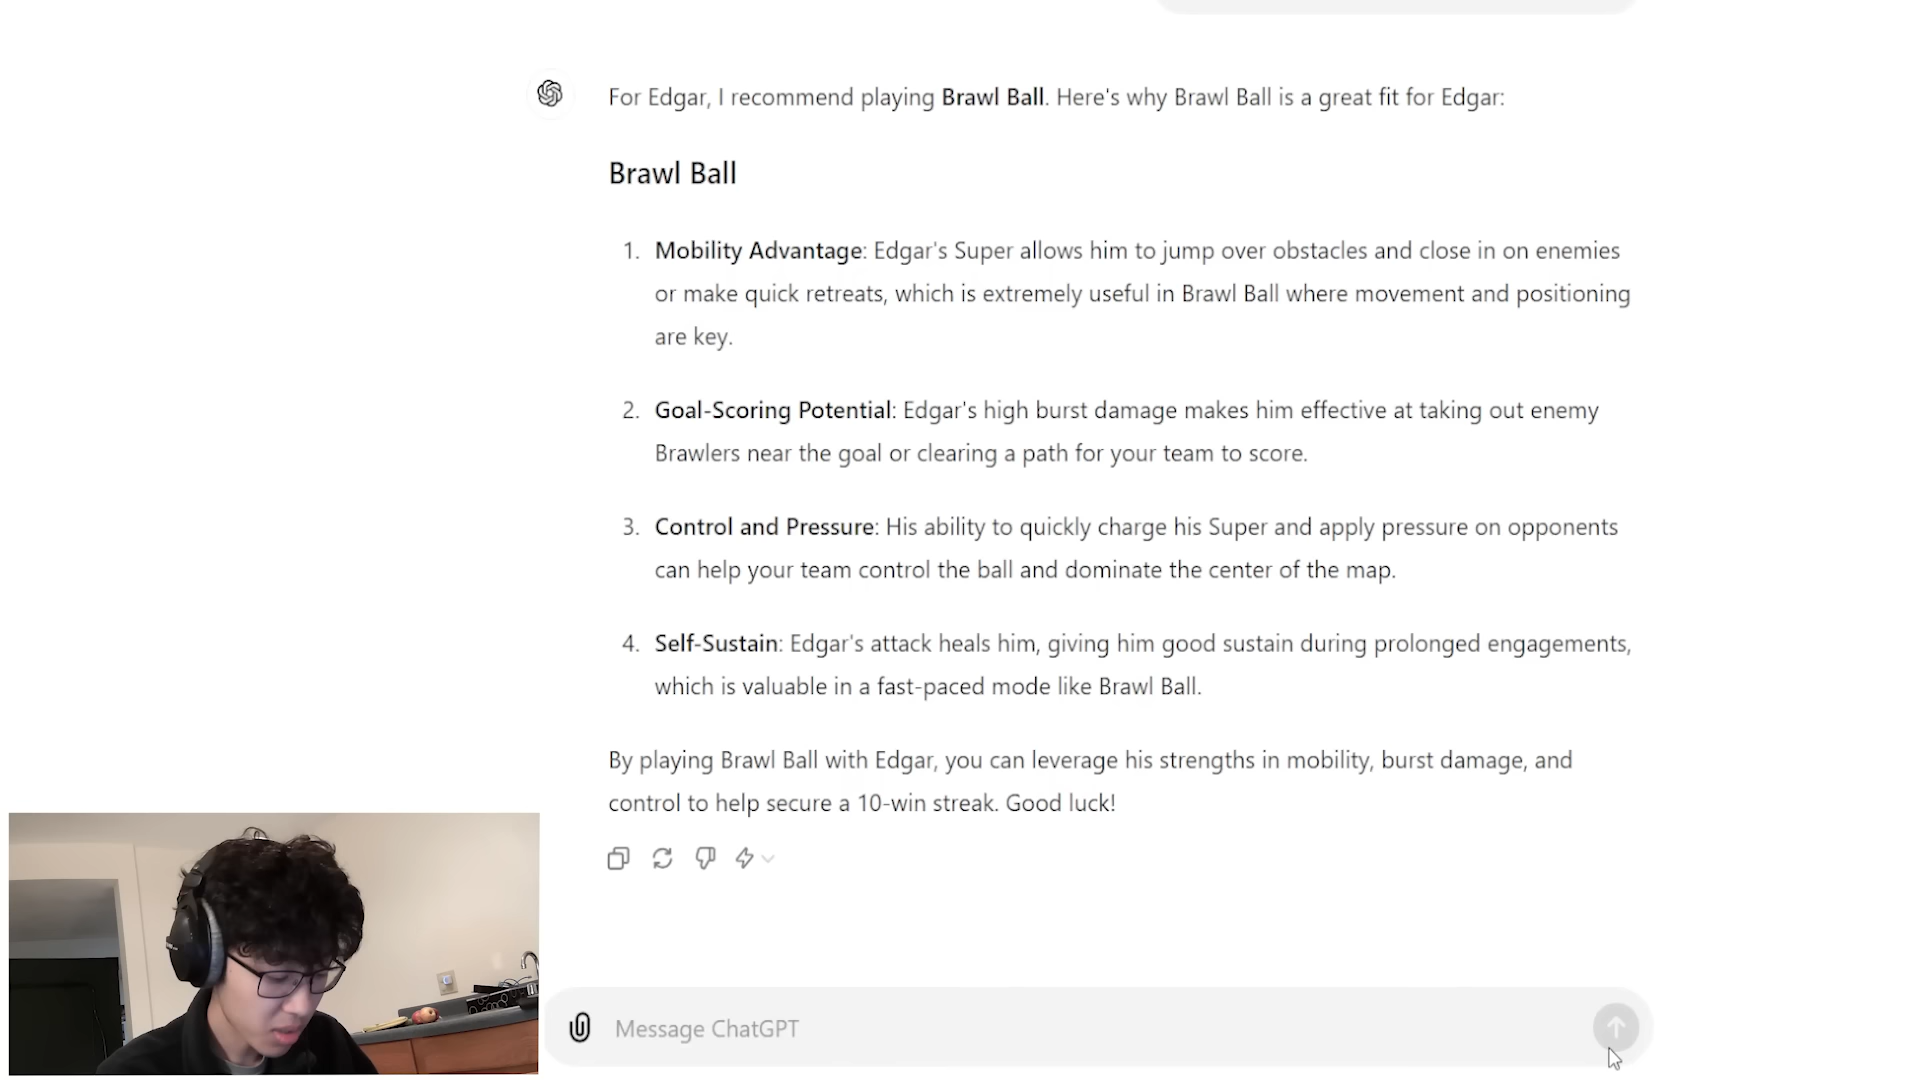 For Edgar, I recommend playing Brawl Ball. Here's why Brawl Ball is a great fit for Edgar:
Brawl Ball
1. Mobility Advantage: Edgar's Super allows him to jump over obstacles and close in on enemies
or make quick retreats, which is extremely useful in Brawl Ball where movement and positioning
are key.
2. Goal-Scoring Potential: Edgar's high burst damage makes him effective at taking out enemy
Brawlers near the goal or clearing a path for your team to score.
3. Control and Pressure: His ability to quickly charge his Super and apply pressure on opponents
can help your team control the ball and dominate the center of the map.
4. Self-Sustain: Edgar's attack heals him, giving him good sustain during prolonged engagements,
which is valuable in a fast-paced mode like Brawl Ball.
By playing Brawl Ball with Edgar, you can leverage his strengths in mobility, burst damage, and
control to help secure a 10-win streak. Good luck!
Message ChatGPT